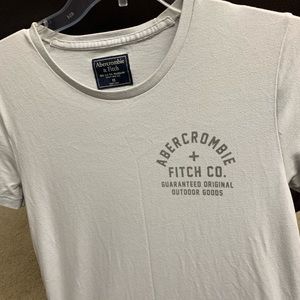 Abercrombie
& Fitch
ABERCROMBIE
+
FITCH CO.
GUARANTEED ORIGINAL
OUTDOOR GOODS